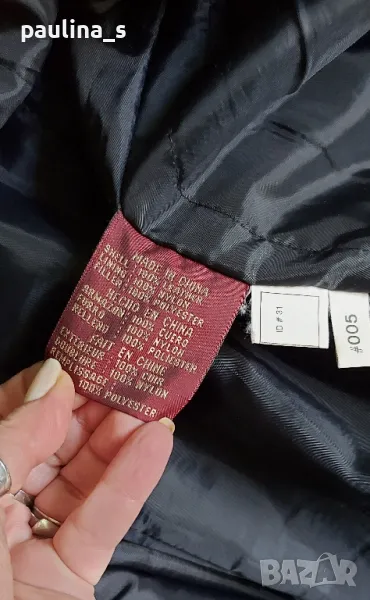 paulina_s
MADE IN CHINA
SHELL : 100% LEATHER
LINING : 100% NYLON
FILLER : 100% POLYESTER
HECHO EN CHINA
ARMAZON : 100% CUERO
FORRO : 100% NYLON
RELLENO : 100% POLIESTER
FAIT EN CHINE
EXTRAIT : 100% CUIR
DOUBLURE : 100% NYLON
100% POLYESTER
ID # 31
#005
BAZAR